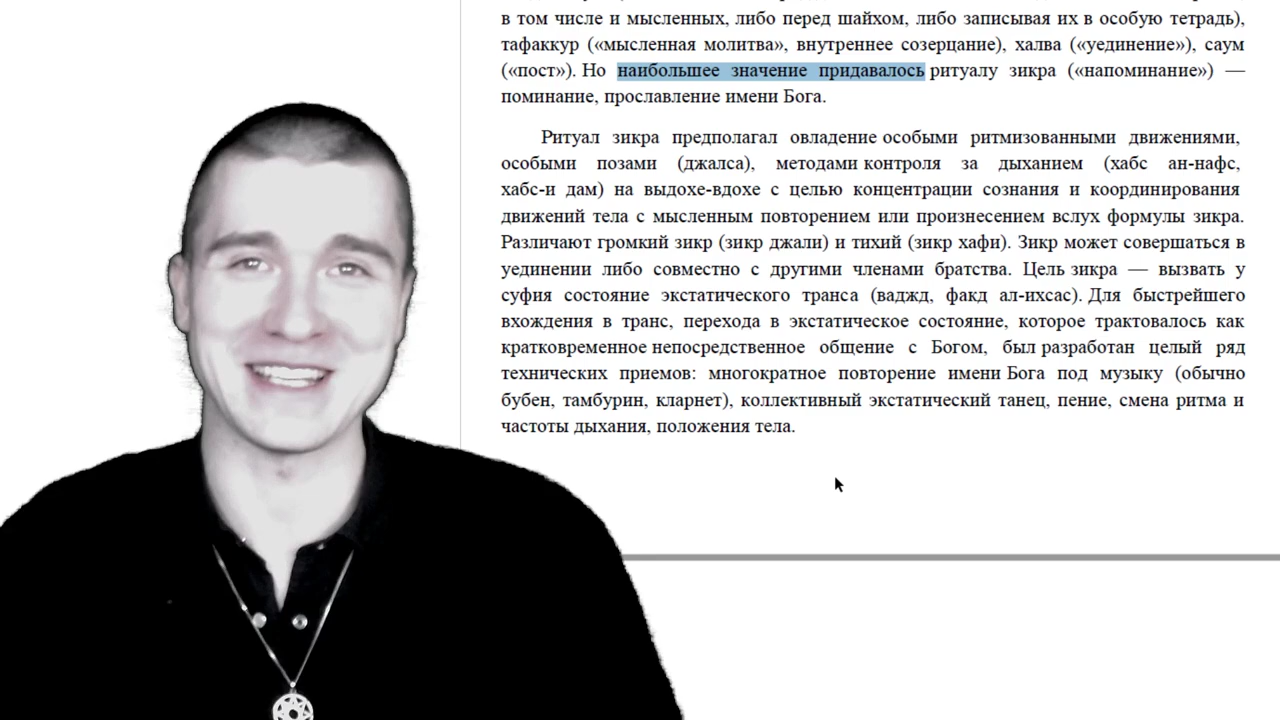 в том числе и мысленных, либо перед шайхом, либо записывая их в особую тетрадь),
тафаккур («мысленная молитва», внутреннее созерцание), халва («уединение»), саум
(«пост»). Но наибольшее значение придавалось ритуалу зикра («напоминание») —
поминание, прославление имени Бога.
Ритуал зикра предполагал овладение особыми ритмизованными движениями,
особыми позами (джалса), методами контроля за дыханием (хабс ан-нафс,
хабс-и дам) на выдохе-вдохе с целью концентрации сознания и координирования
движений тела с мысленным повторением или произнесением вслух формулы зикра.
Различают громкий зикр (зикр джали) и тихий (зикр хафи). Зикр может совершаться в
уединении либо совместно с другими членами братства. Цель зикра — вызвать у
суфия состояние экстатического транса (ваджд, факд ал-ихсас). Для быстрейшего
вхождения в транс, перехода в экстатическое состояние, которое трактовалось как
кратковременное непосредственное общение с Богом, был разработан целый ряд
технических приемов: многократное повторение имени Бога под музыку (обычно
бубен, тамбурин, кларнет), коллективный экстатический танец, пение, смена ритма и
частоты дыхания, положения тела.